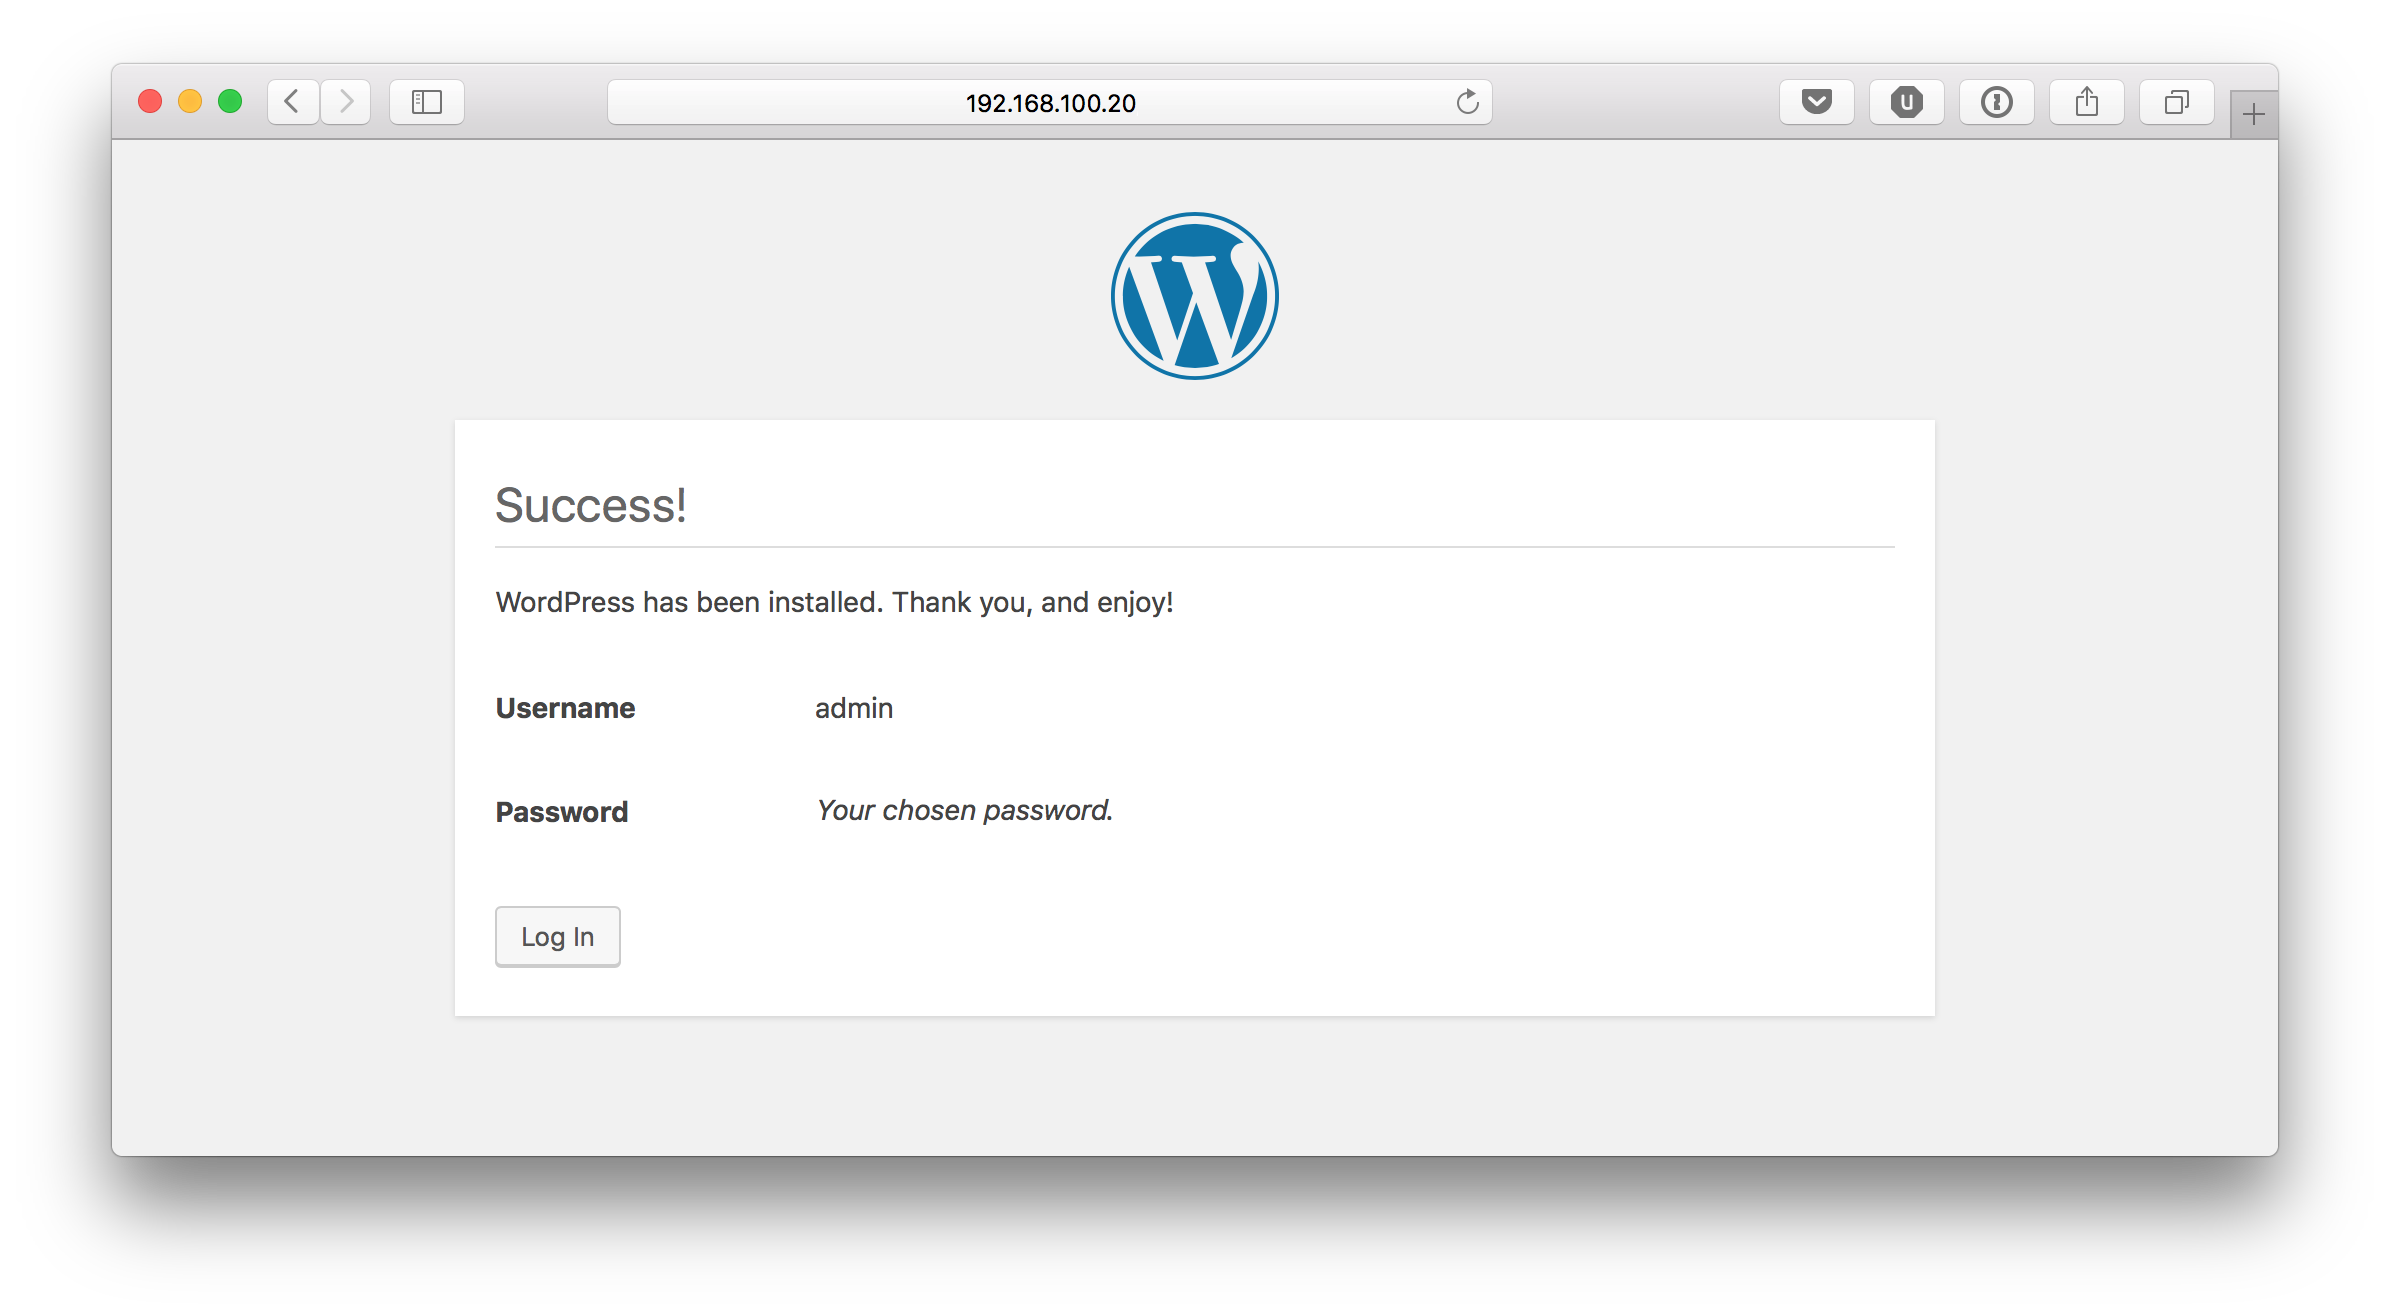 192.168.100.20
Success!
WordPress has been installed. Thank you, and enjoy!
Username admin
Password Your chosen password.
Log In